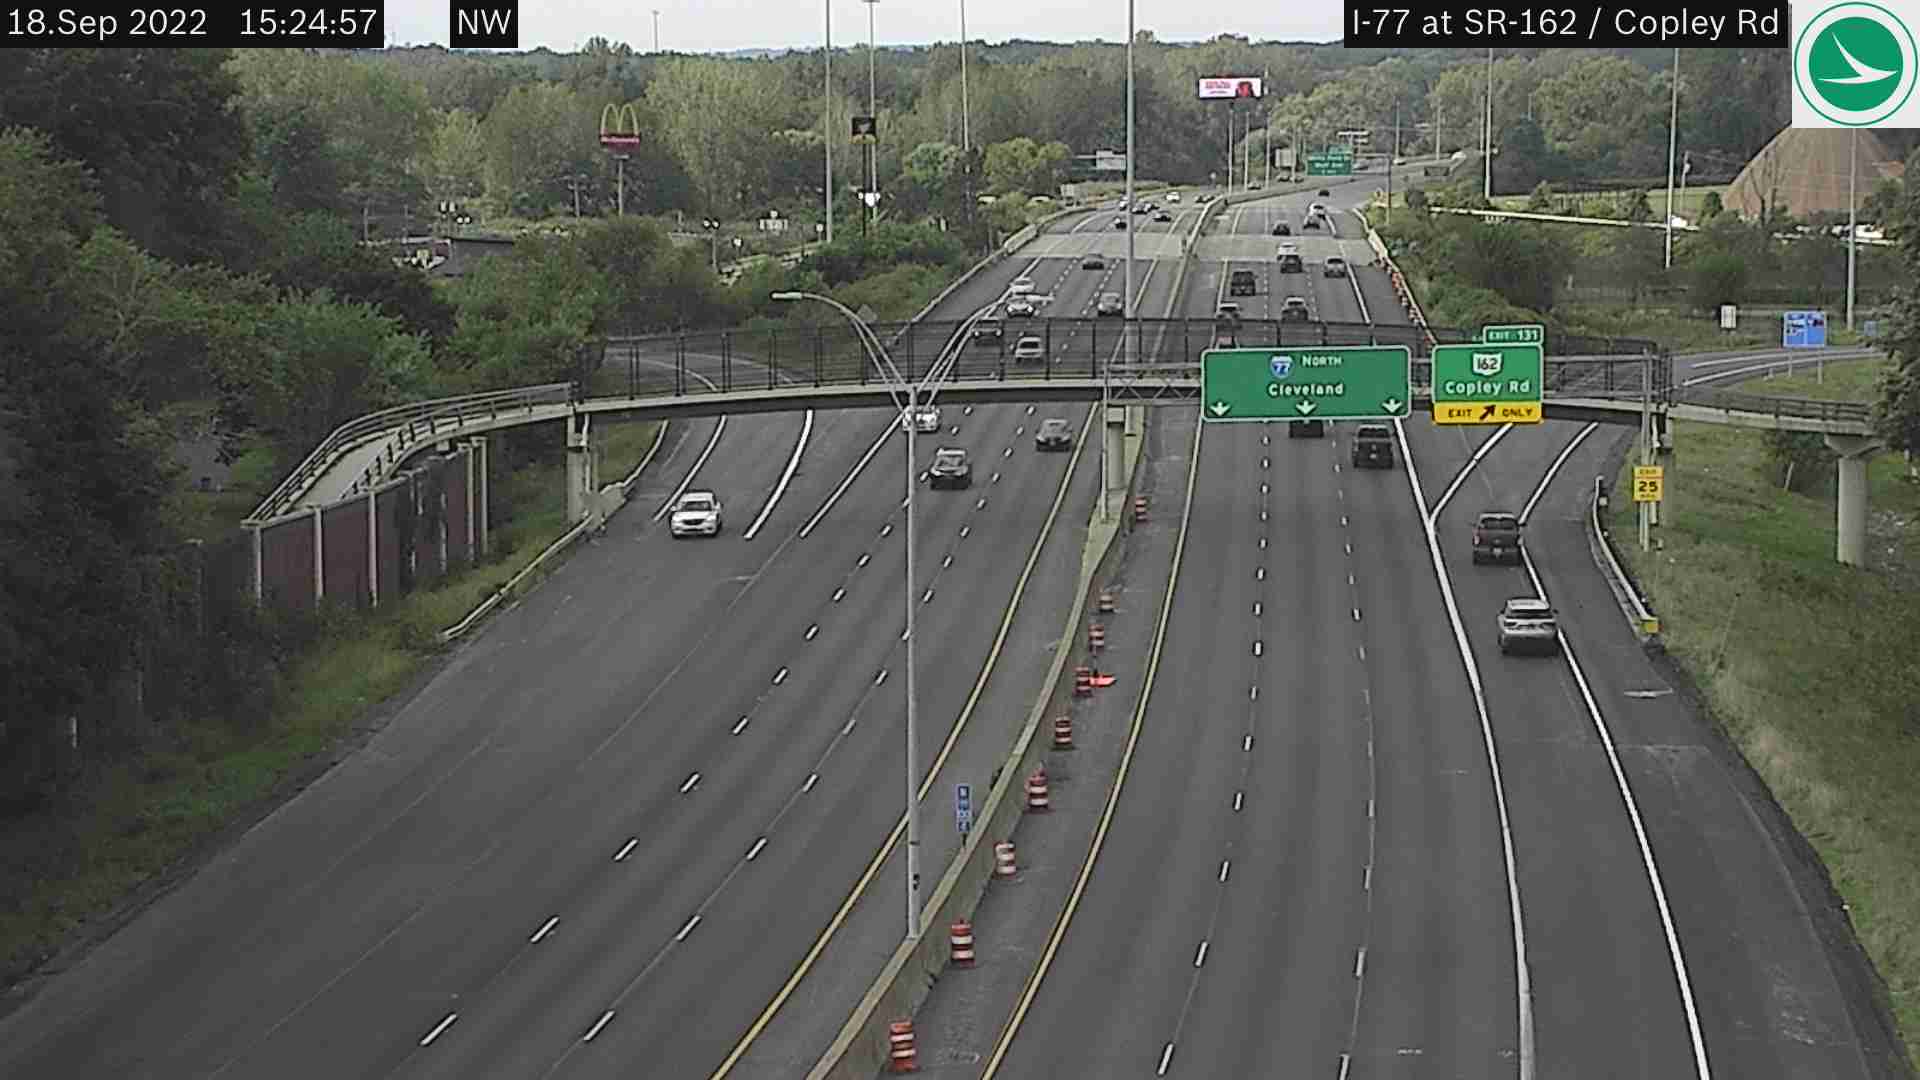 18.Sep 2022 15:24:57
NW
I-77 at SR-162 / Copley Rd
McDonald's
EXIT 131
77 NORTH
Cleveland
162
Copley Rd
EXIT ONLY
25